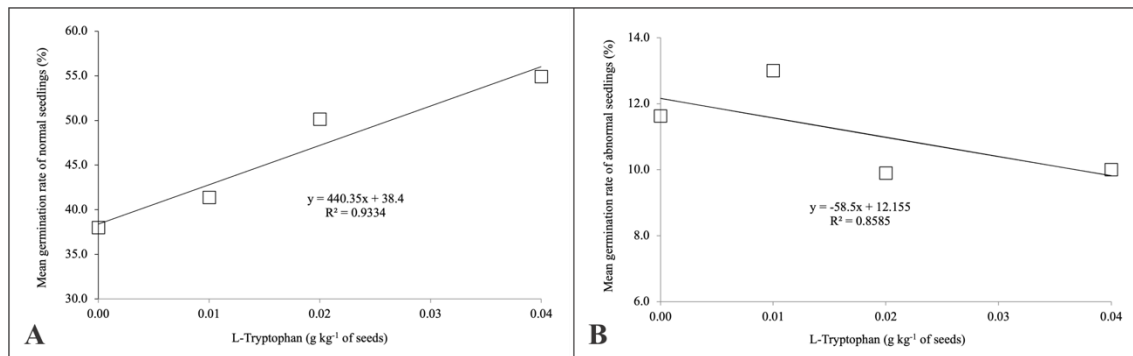 Mean germination rate of normal seedlings (%)
60.0
55.0
50.0
45.0
40.0
35.0
30.0
y = 440.35x + 38.4
R² = 0.9334
0.00 0.01 0.02 0.03 0.04
L-Tryptophan (g kg⁻¹ of seeds)
A
Mean germination rate of abnormal seedlings (%)
14.0
12.0
10.0
8.0
6.0
y = -58.5x + 12.155
R² = 0.8585
0.00 0.01 0.02 0.03 0.04
L-Tryptophan (g kg⁻¹ of seeds)
B